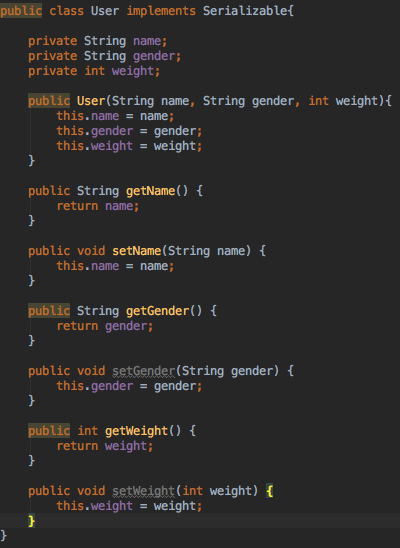 public class User implements Serializable{
private String name;
private String gender;
private int weight;
public User(String name, String gender, int weight){
this.name = name;
this.gender = gender;
this.weight = weight;
}
public String getName() {
return name;
}
public void setName(String name) {
this.name = name;
}
public String getGender() {
return gender;
}
public void setGender(String gender) {
this.gender = gender;
}
public int getWeight() {
return weight;
}
public void setWeight(int weight) {
this.weight = weight;
}
}